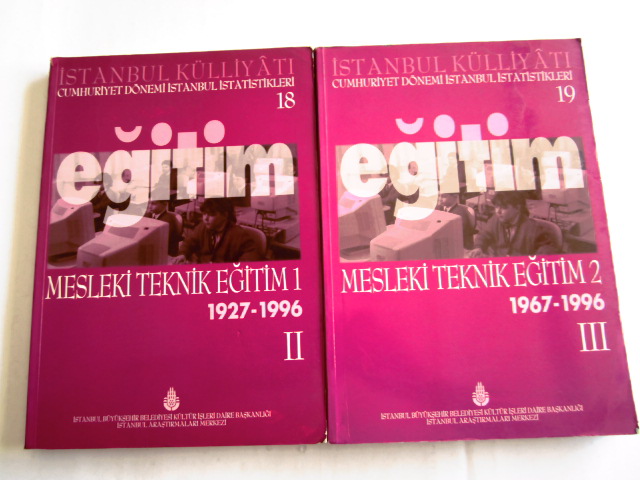 İSTANBUL KÜLLİYÂTI
CUMHURİYET DÖNEMİ İSTANBUL İSTATİSTİKLERİ
18
eğitim
MESLEKİ TEKNİK EĞİTİM 1
1927-1996
II
İSTANBUL BÜYÜKŞEHİR BELEDİYESİ KÜLTÜR İŞLERİ DAİRE BAŞKANLIĞI
İSTANBUL ARAŞTIRMALARI MERKEZİ
İSTANBUL KÜLLİYÂTI
CUMHURİYET DÖNEMİ İSTANBUL İSTATİSTİKLERİ
19
eğitim
MESLEKİ TEKNİK EĞİTİM 2
1967-1996
III
İSTANBUL BÜYÜKŞEHİR BELEDİYESİ KÜLTÜR İŞLERİ DAİRE BAŞKANLIĞI
İSTANBUL ARAŞTIRMALARI MERKEZİ